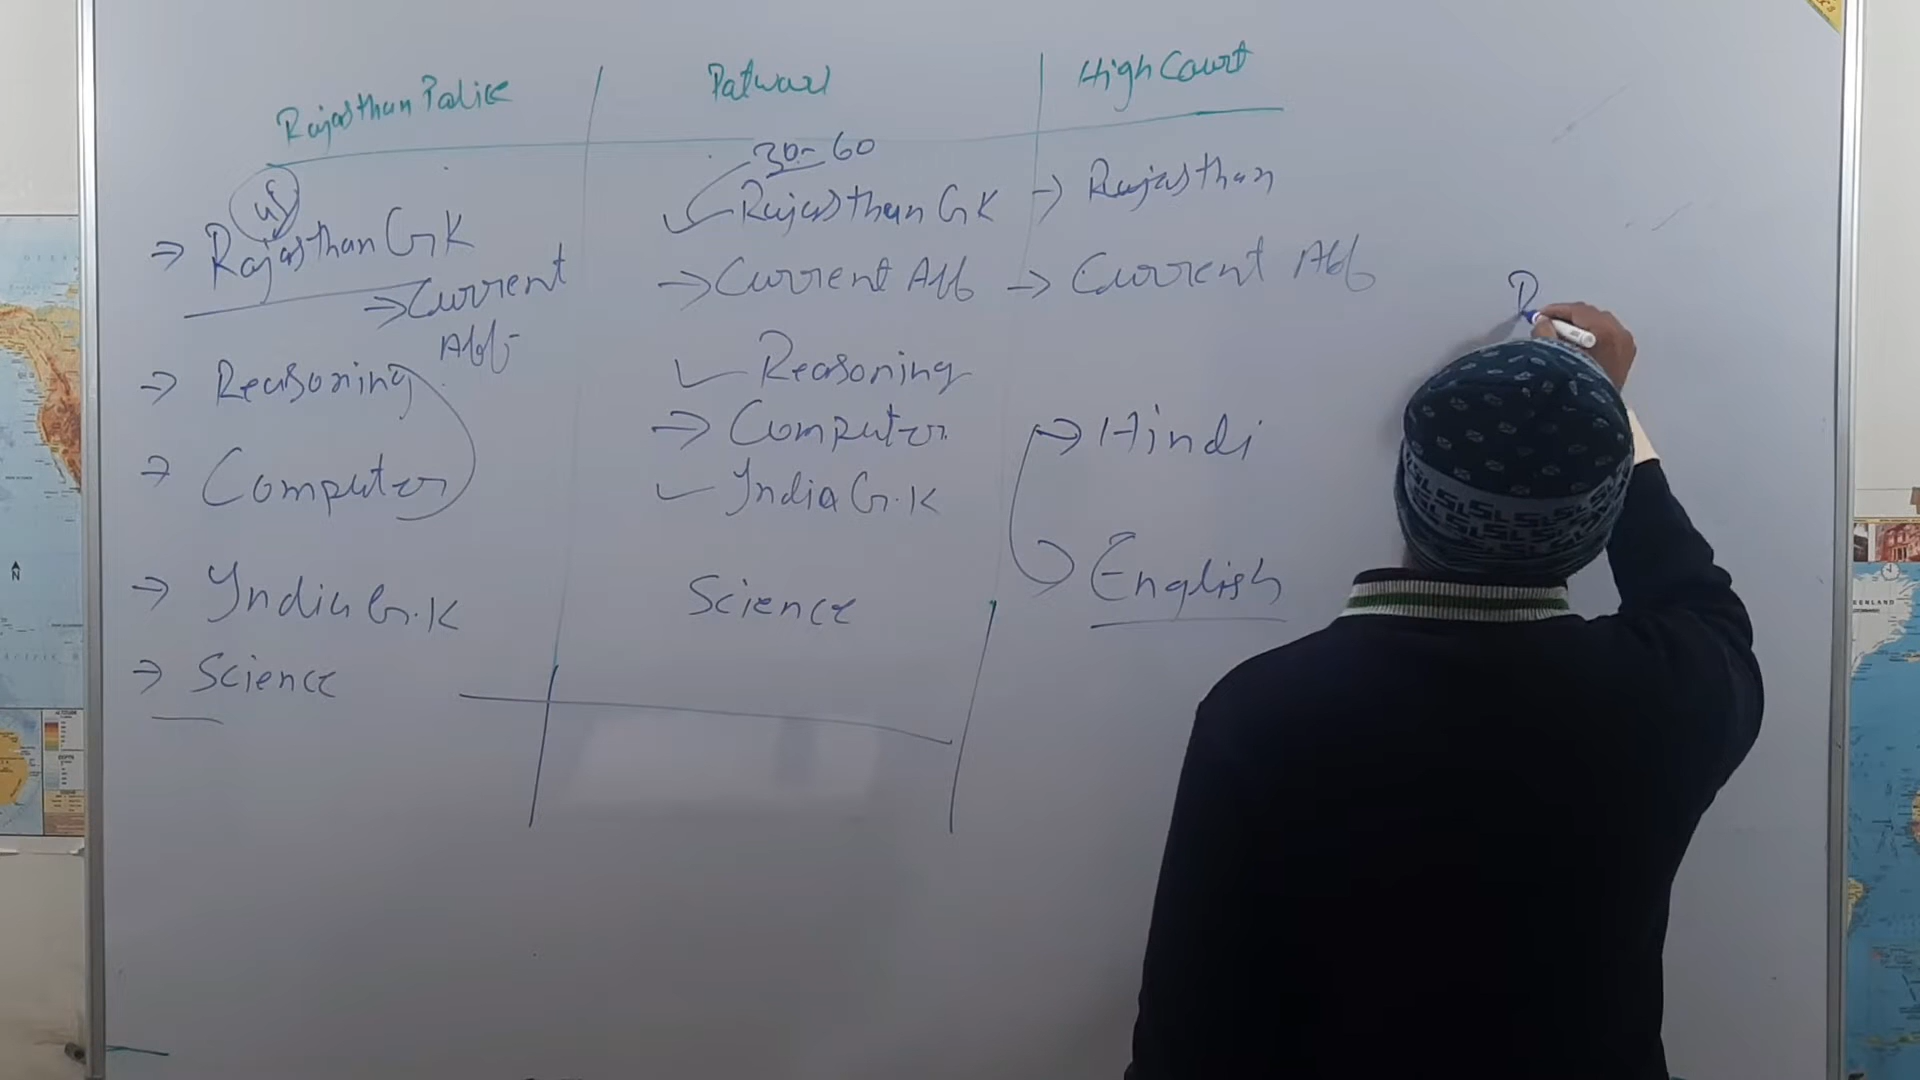 Rajasthan Police
Patwari
High Court
45
Rajasthan GK
→ Current
Aff-
→ Reasoning
→ Computer
→ India G.K
→ Science
30-60
Rajasthan GK
→ Current Aff
Reasoning
→ Computer
India G.K
Science
→ Rajasthan
→ Current Aff
→ Hindi
English
R
N